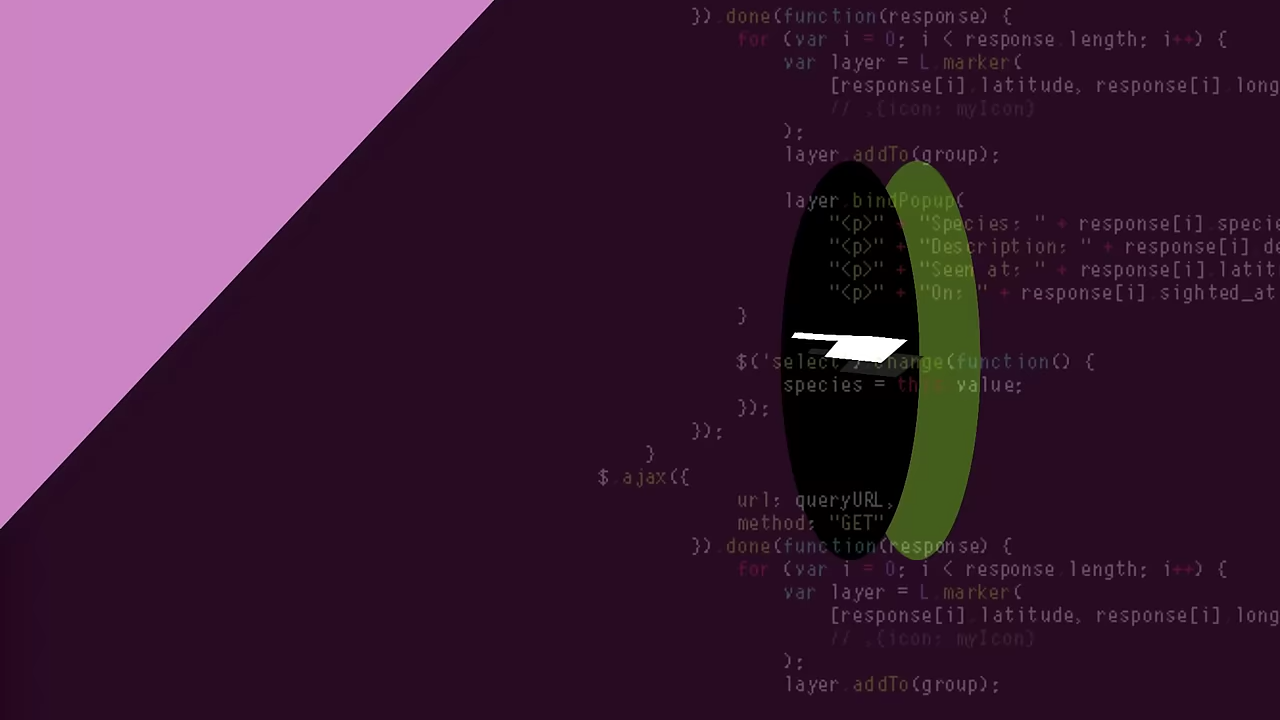 }).done(function(response) {
for (var i = 0; i < response.length; i++) {
var layer = L.marker(
[response[i].latitude, response[i].long
// ,{icon: myIcon}
);
layer.addTo(group);
layer.bindPopup(
"<p>" + "Species: " + response[i].specie
"<p>" + "Description: " + response[i].de
"<p>" + "Seen at: " + response[i].latit
"<p>" + "On: " + response[i].sighted_at
}
$('select').change(function() {
species = this.value;
});
});
}
$.ajax({
url: queryURL,
method: "GET"
}).done(function(response) {
for (var i = 0; i < response.length; i++) {
var layer = L.marker(
[response[i].latitude, response[i].long
// ,{icon: myIcon}
);
layer.addTo(group);